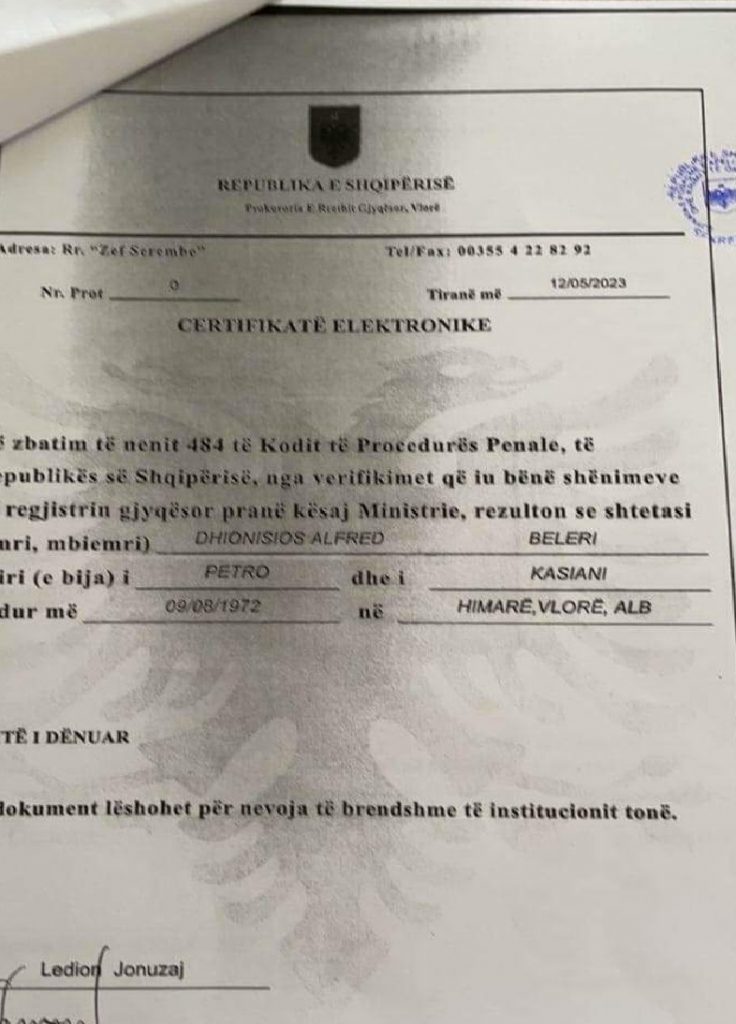 REPUBLIKA E SHQIPËRISË
Prokuroria E Rrethit Gjyqësor, Vlorë
Adresa: Rr. "Zef Serembe" Tel/Fax: 00355 4 22 82 92
Nr. Prot 0 Tiranë më 12/05/2023
CERTIFIKATË ELEKTRONIKE
ë zbatim të nenit 484 të Kodit të Procedurës Penale, të
epublikës së Shqipërisë, nga verifikimet që iu bënë shënimeve
regjistrin gjyqësor pranë kësaj Ministrie, rezulton se shtetasi
mri, mbiemri) DHIONISIOS ALFRED BELERI
iri (e bija) i PETRO dhe i KASIANI
dur më 09/08/1972 në HIMARË,VLORË, ALB
TË I DËNUAR
dokument lëshohet për nevoja të brendshme të institucionit tonë.
Ledion Jonuzaj